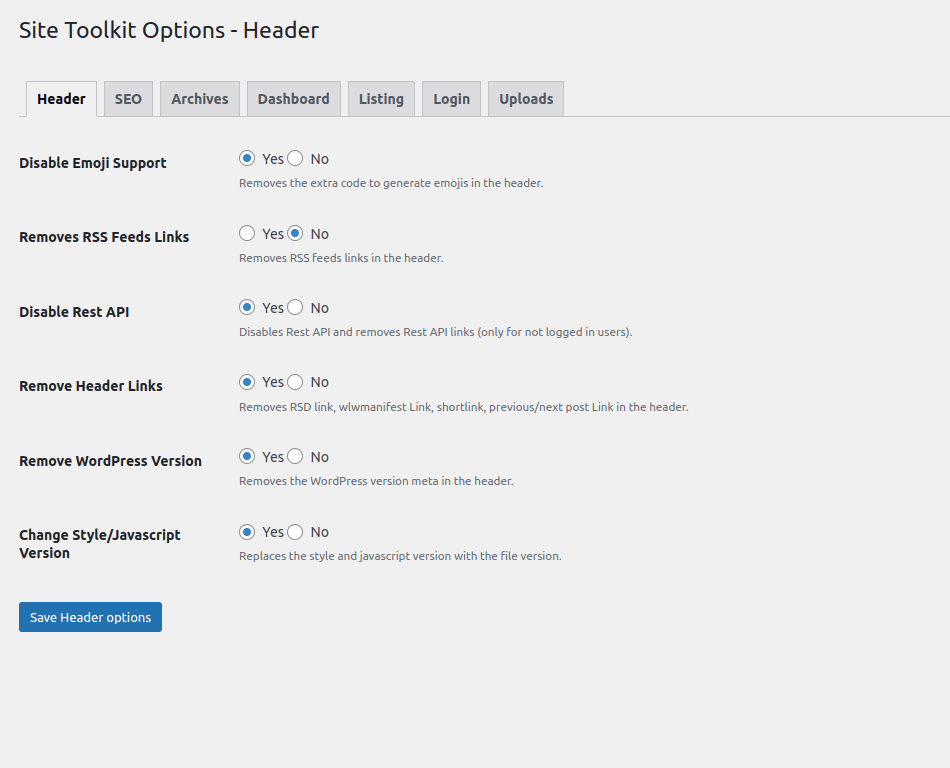 Site Toolkit Options - Header
Header SEO Archives Dashboard Listing Login Uploads
Disable Emoji Support Yes No
Removes the extra code to generate emojis in the header.
Removes RSS Feeds Links Yes No
Removes RSS feeds links in the header.
Disable Rest API Yes No
Disables Rest API and removes Rest API links (only for not logged in users).
Remove Header Links Yes No
Removes RSD link, wlwmanifest Link, shortlink, previous/next post Link in the header.
Remove WordPress Version Yes No
Removes the WordPress version meta in the header.
Change Style/Javascript Yes No
Version
Replaces the style and javascript version with the file version.
Save Header options